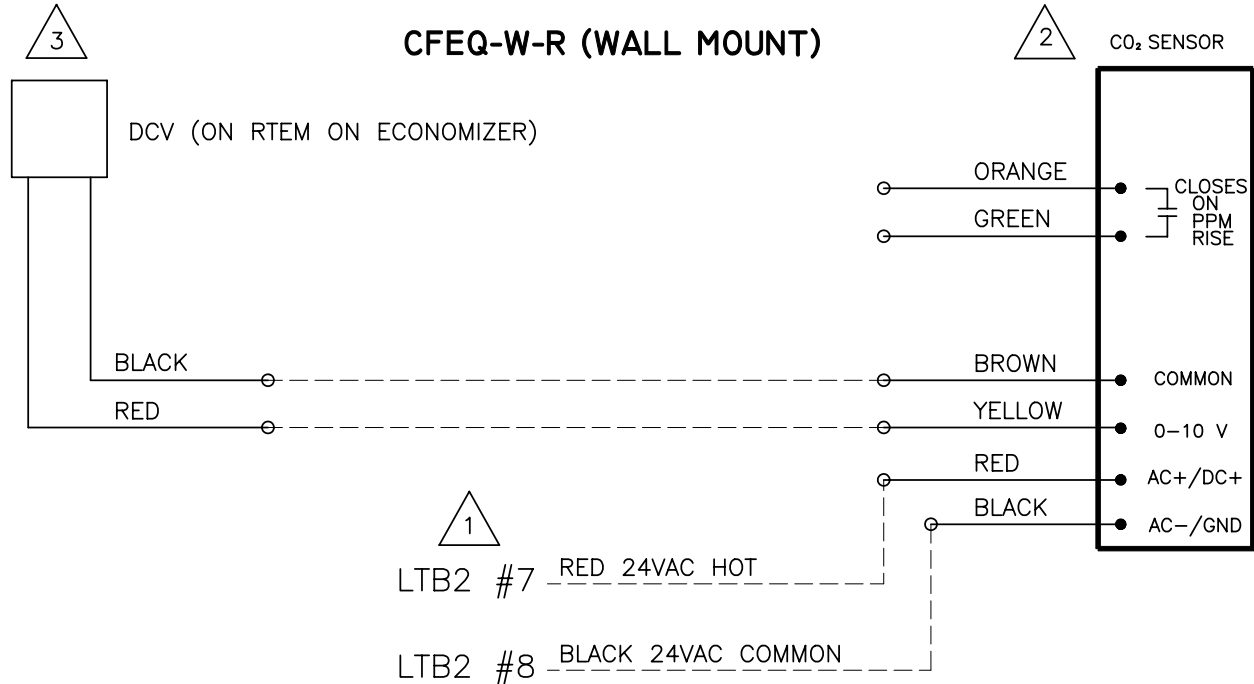 3
CFEQ-W-R (WALL MOUNT)
2
CO₂ SENSOR
DCV (ON RTEM ON ECONOMIZER)
ORANGE
CLOSES
ON
PPM
RISE
GREEN
BLACK
BROWN
COMMON
RED
YELLOW
0-10 V
RED
AC+/DC+
BLACK
AC-/GND
1
LTB2 #7 RED 24VAC HOT
LTB2 #8 BLACK 24VAC COMMON